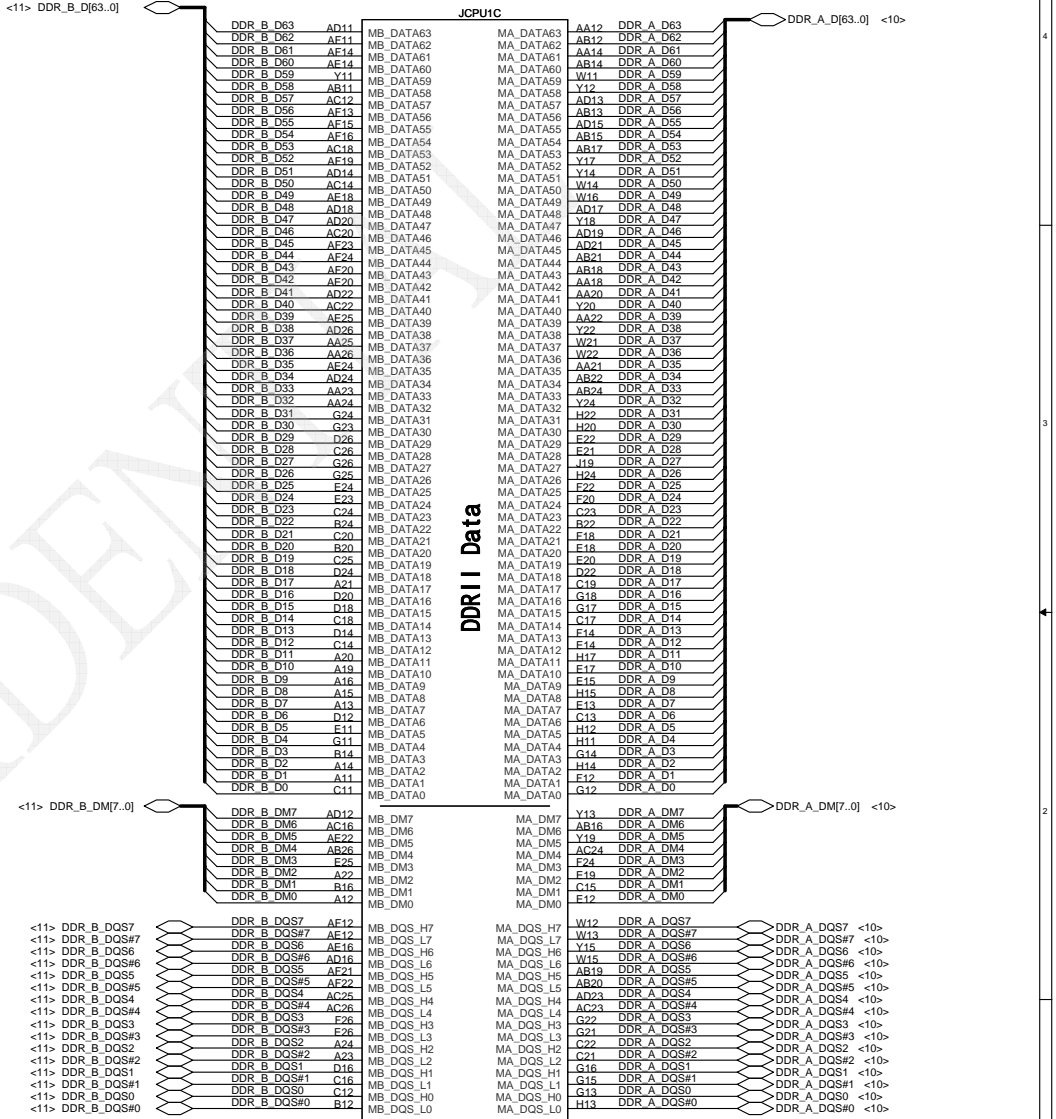 <11> DDR_B_D[63..0]
JCPU1C
DDR_A_D[63..0] <10>
DDR_B_D63 AD11 MB_DATA63 MA_DATA63 AA12 DDR_A_D63
DDR_B_D62 AF11 MB_DATA62 MA_DATA62 AB12 DDR_A_D62
DDR_B_D61 AF14 MB_DATA61 MA_DATA61 AA14 DDR_A_D61
DDR_B_D60 AE14 MB_DATA60 MA_DATA60 AB14 DDR_A_D60
DDR_B_D59 Y11 MB_DATA59 MA_DATA59 W11 DDR_A_D59
DDR_B_D58 AB11 MB_DATA58 MA_DATA58 Y12 DDR_A_D58
DDR_B_D57 AC12 MB_DATA57 MA_DATA57 AD13 DDR_A_D57
DDR_B_D56 AF13 MB_DATA56 MA_DATA56 AB13 DDR_A_D56
DDR_B_D55 AF15 MB_DATA55 MA_DATA55 AD15 DDR_A_D55
DDR_B_D54 AF16 MB_DATA54 MA_DATA54 AB15 DDR_A_D54
DDR_B_D53 AC18 MB_DATA53 MA_DATA53 AB17 DDR_A_D53
DDR_B_D52 AF19 MB_DATA52 MA_DATA52 Y17 DDR_A_D52
DDR_B_D51 AD14 MB_DATA51 MA_DATA51 Y14 DDR_A_D51
DDR_B_D50 AC14 MB_DATA50 MA_DATA50 W14 DDR_A_D50
DDR_B_D49 AE18 MB_DATA49 MA_DATA49 W16 DDR_A_D49
DDR_B_D48 AD18 MB_DATA48 MA_DATA48 AD17 DDR_A_D48
DDR_B_D47 AD20 MB_DATA47 MA_DATA47 Y18 DDR_A_D47
DDR_B_D46 AC20 MB_DATA46 MA_DATA46 AD19 DDR_A_D46
DDR_B_D45 AF23 MB_DATA45 MA_DATA45 AD21 DDR_A_D45
DDR_B_D44 AF24 MB_DATA44 MA_DATA44 AB21 DDR_A_D44
DDR_B_D43 AF20 MB_DATA43 MA_DATA43 AB18 DDR_A_D43
DDR_B_D42 AE20 MB_DATA42 MA_DATA42 AA18 DDR_A_D42
DDR_B_D41 AD22 MB_DATA41 MA_DATA41 AA20 DDR_A_D41
DDR_B_D40 AC22 MB_DATA40 MA_DATA40 Y20 DDR_A_D40
DDR_B_D39 AE25 MB_DATA39 MA_DATA39 AA22 DDR_A_D39
DDR_B_D38 AD26 MB_DATA38 MA_DATA38 Y22 DDR_A_D38
DDR_B_D37 AA25 MB_DATA37 MA_DATA37 W21 DDR_A_D37
DDR_B_D36 AA26 MB_DATA36 MA_DATA36 W22 DDR_A_D36
DDR_B_D35 AE24 MB_DATA35 MA_DATA35 AA21 DDR_A_D35
DDR_B_D34 AD24 MB_DATA34 MA_DATA34 AB22 DDR_A_D34
DDR_B_D33 AA23 MB_DATA33 MA_DATA33 AB24 DDR_A_D33
DDR_B_D32 AA24 MB_DATA32 MA_DATA32 Y24 DDR_A_D32
DDR_B_D31 G24 MB_DATA31 MA_DATA31 H22 DDR_A_D31
DDR_B_D30 G23 MB_DATA30 MA_DATA30 H20 DDR_A_D30
DDR_B_D29 D26 MB_DATA29 MA_DATA29 E22 DDR_A_D29
DDR_B_D28 C26 MB_DATA28 MA_DATA28 E21 DDR_A_D28
DDR_B_D27 G26 MB_DATA27 MA_DATA27 J19 DDR_A_D27
DDR_B_D26 G25 MB_DATA26 MA_DATA26 H24 DDR_A_D26
DDR_B_D25 E24 MB_DATA25 MA_DATA25 F22 DDR_A_D25
DDR_B_D24 E23 MB_DATA24 MA_DATA24 F20 DDR_A_D24
DDR_B_D23 C24 MB_DATA23 MA_DATA23 C23 DDR_A_D23
DDR_B_D22 B24 MB_DATA22 MA_DATA22 B22 DDR_A_D22
DDR_B_D21 C20 MB_DATA21 MA_DATA21 F18 DDR_A_D21
DDR_B_D20 B20 MB_DATA20 MA_DATA20 E18 DDR_A_D20
DDR_B_D19 C25 MB_DATA19 MA_DATA19 E20 DDR_A_D19
DDR_B_D18 D24 MB_DATA18 MA_DATA18 D22 DDR_A_D18
DDR_B_D17 A21 MB_DATA17 MA_DATA17 C19 DDR_A_D17
DDR_B_D16 D20 MB_DATA16 MA_DATA16 G18 DDR_A_D16
DDR_B_D15 D18 MB_DATA15 MA_DATA15 G17 DDR_A_D15
DDR_B_D14 C18 MB_DATA14 MA_DATA14 C17 DDR_A_D14
DDR_B_D13 D14 MB_DATA13 MA_DATA13 F14 DDR_A_D13
DDR_B_D12 C14 MB_DATA12 MA_DATA12 E14 DDR_A_D12
DDR_B_D11 A20 MB_DATA11 MA_DATA11 H17 DDR_A_D11
DDR_B_D10 A19 MB_DATA10 MA_DATA10 E17 DDR_A_D10
DDR_B_D9 A16 MB_DATA9 MA_DATA9 E15 DDR_A_D9
DDR_B_D8 A15 MB_DATA8 MA_DATA8 H15 DDR_A_D8
DDR_B_D7 A13 MB_DATA7 MA_DATA7 E13 DDR_A_D7
DDR_B_D6 D12 MB_DATA6 MA_DATA6 C13 DDR_A_D6
DDR_B_D5 E11 MB_DATA5 MA_DATA5 H12 DDR_A_D5
DDR_B_D4 G11 MB_DATA4 MA_DATA4 H11 DDR_A_D4
DDR_B_D3 B14 MB_DATA3 MA_DATA3 G14 DDR_A_D3
DDR_B_D2 A14 MB_DATA2 MA_DATA2 H14 DDR_A_D2
DDR_B_D1 A11 MB_DATA1 MA_DATA1 F12 DDR_A_D1
DDR_B_D0 C11 MB_DATA0 MA_DATA0 G12 DDR_A_D0
DDRII Data
<11> DDR_B_DM[7..0]
DDR_A_DM[7..0] <10>
DDR_B_DM7 AD12 MB_DM7 MA_DM7 Y13 DDR_A_DM7
DDR_B_DM6 AC16 MB_DM6 MA_DM6 AB16 DDR_A_DM6
DDR_B_DM5 AE22 MB_DM5 MA_DM5 Y19 DDR_A_DM5
DDR_B_DM4 AB26 MB_DM4 MA_DM4 AC24 DDR_A_DM4
DDR_B_DM3 E25 MB_DM3 MA_DM3 F24 DDR_A_DM3
DDR_B_DM2 A22 MB_DM2 MA_DM2 E19 DDR_A_DM2
DDR_B_DM1 B16 MB_DM1 MA_DM1 C15 DDR_A_DM1
DDR_B_DM0 A12 MB_DM0 MA_DM0 E12 DDR_A_DM0
<11> DDR_B_DQS7 DDR_B_DQS7 AF12 MB_DQS_H7 MA_DQS_H7 W12 DDR_A_DQS7 DDR_A_DQS7 <10>
<11> DDR_B_DQS#7 DDR_B_DQS#7 AE12 MB_DQS_L7 MA_DQS_L7 W13 DDR_A_DQS#7 DDR_A_DQS#7 <10>
<11> DDR_B_DQS6 DDR_B_DQS6 AE16 MB_DQS_H6 MA_DQS_H6 Y15 DDR_A_DQS6 DDR_A_DQS6 <10>
<11> DDR_B_DQS#6 DDR_B_DQS#6 AD16 MB_DQS_L6 MA_DQS_L6 W15 DDR_A_DQS#6 DDR_A_DQS#6 <10>
<11> DDR_B_DQS5 DDR_B_DQS5 AF21 MB_DQS_H5 MA_DQS_H5 AB19 DDR_A_DQS5 DDR_A_DQS5 <10>
<11> DDR_B_DQS#5 DDR_B_DQS#5 AF22 MB_DQS_L5 MA_DQS_L5 AB20 DDR_A_DQS#5 DDR_A_DQS#5 <10>
<11> DDR_B_DQS4 DDR_B_DQS4 AC25 MB_DQS_H4 MA_DQS_H4 AD23 DDR_A_DQS4 DDR_A_DQS4 <10>
<11> DDR_B_DQS#4 DDR_B_DQS#4 AC26 MB_DQS_L4 MA_DQS_L4 AC23 DDR_A_DQS#4 DDR_A_DQS#4 <10>
<11> DDR_B_DQS3 DDR_B_DQS3 F26 MB_DQS_H3 MA_DQS_H3 G22 DDR_A_DQS3 DDR_A_DQS3 <10>
<11> DDR_B_DQS#3 DDR_B_DQS#3 E26 MB_DQS_L3 MA_DQS_L3 G21 DDR_A_DQS#3 DDR_A_DQS#3 <10>
<11> DDR_B_DQS2 DDR_B_DQS2 A24 MB_DQS_H2 MA_DQS_H2 C22 DDR_A_DQS2 DDR_A_DQS2 <10>
<11> DDR_B_DQS#2 DDR_B_DQS#2 A23 MB_DQS_L2 MA_DQS_L2 C21 DDR_A_DQS#2 DDR_A_DQS#2 <10>
<11> DDR_B_DQS1 DDR_B_DQS1 D16 MB_DQS_H1 MA_DQS_H1 G16 DDR_A_DQS1 DDR_A_DQS1 <10>
<11> DDR_B_DQS#1 DDR_B_DQS#1 C16 MB_DQS_L1 MA_DQS_L1 G15 DDR_A_DQS#1 DDR_A_DQS#1 <10>
<11> DDR_B_DQS0 DDR_B_DQS0 C12 MB_DQS_H0 MA_DQS_H0 G13 DDR_A_DQS0 DDR_A_DQS0 <10>
<11> DDR_B_DQS#0 DDR_B_DQS#0 B12 MB_DQS_L0 MA_DQS_L0 H13 DDR_A_DQS#0 DDR_A_DQS#0 <10>
4
3
2
DENTIAL